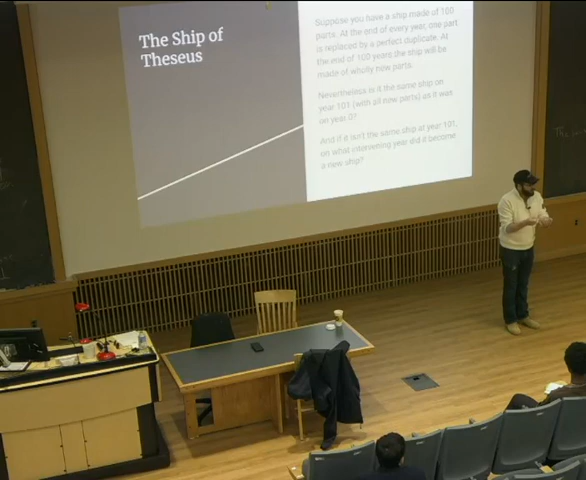 The Ship of
Theseus
Suppose you have a ship made of 100
parts. At the end of every year, one part
is replaced by a perfect duplicate. At
the end of 100 years the ship will be
made of wholly new parts.
Nevertheless is it the same ship on
year 101 (with all new parts) as it was
on year 0?
And if it isn't the same ship at year 101,
on what intervening year did it become
a new ship?